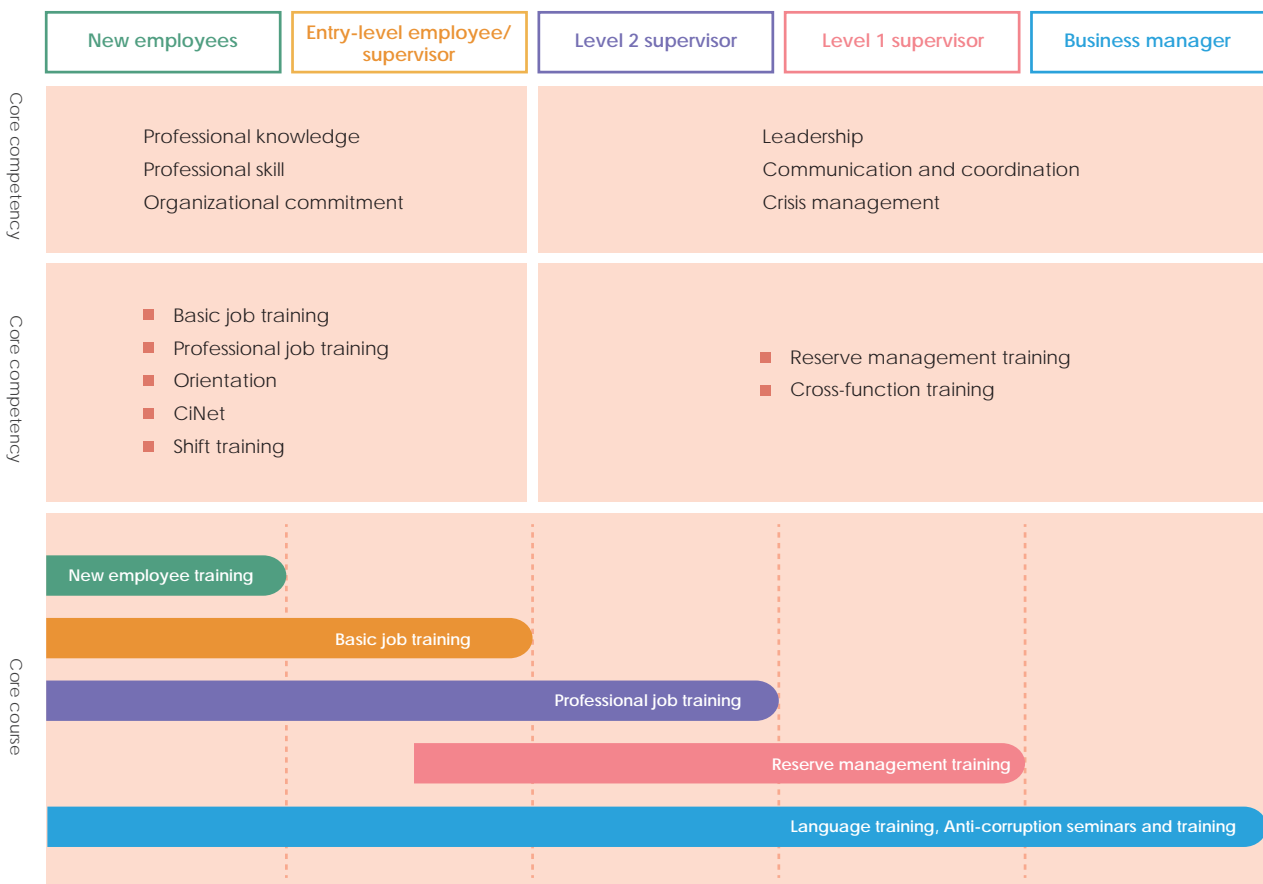 New employees
Entry-level employee/
supervisor
Level 2 supervisor
Level 1 supervisor
Business manager
Core competency
Professional knowledge
Professional skill
Organizational commitment
Leadership
Communication and coordination
Crisis management
Core competency
Basic job training
Professional job training
Orientation
CiNet
Shift training
Reserve management training
Cross-function training
Core course
New employee training
Basic job training
Professional job training
Reserve management training
Language training, Anti-corruption seminars and training